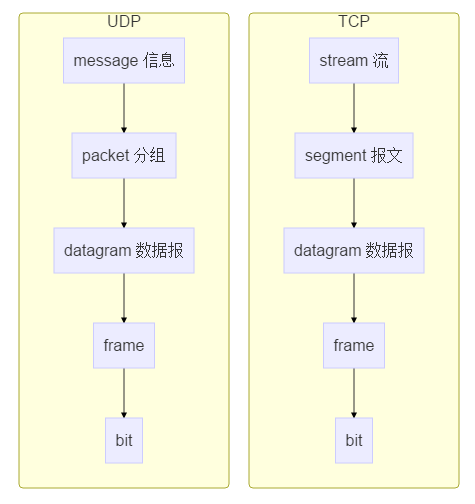 UDP
message 信息
packet 分组
datagram 数据报
frame
bit
TCP
stream 流
segment 报文
datagram 数据报
frame
bit